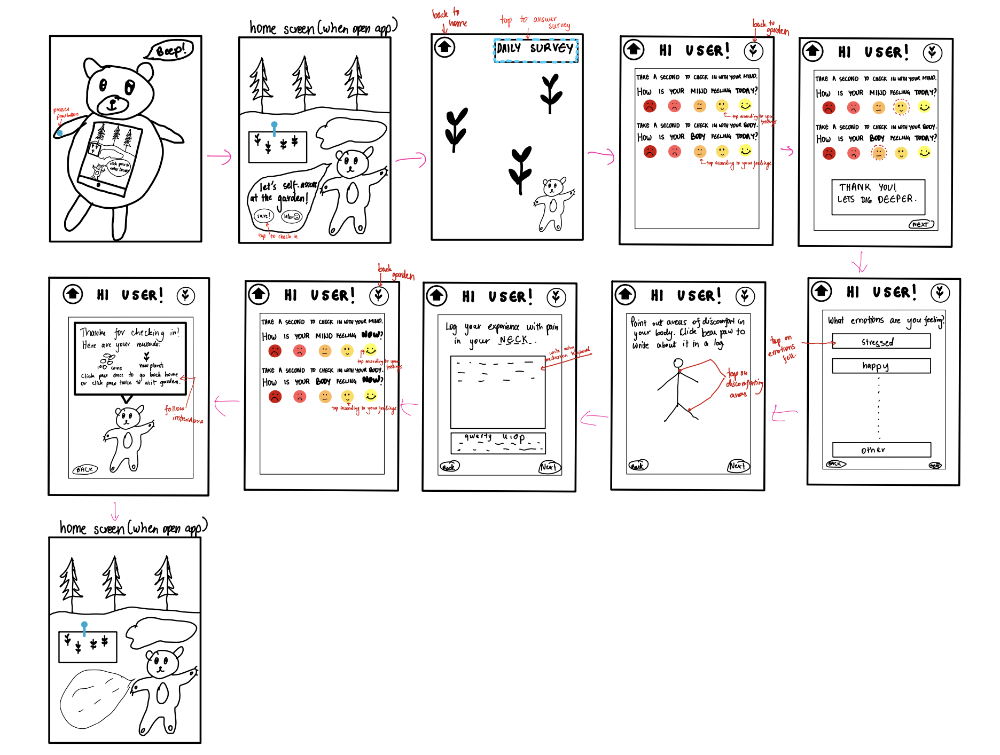 Beep!
pressed
paw button
click paw to
enter
home screen (when open app)
let's self-assess
at the garden!
sure!
later
tap to check in
back to
home
tap to answer
survey
DAILY SURVEY
back to
garden
HI USER!
TAKE A SECOND TO CHECK IN WITH YOUR MIND.
HOW IS YOUR MIND FEELING TODAY?
tap according to your
feelings
TAKE A SECOND TO CHECK IN WITH YOUR BODY.
HOW IS YOUR BODY FEELING TODAY?
tap according to your feelings
HI USER!
TAKE A SECOND TO CHECK IN WITH YOUR MIND.
HOW IS YOUR MIND FEELING TODAY?
TAKE A SECOND TO CHECK IN WITH YOUR BODY.
HOW IS YOUR BODY FEELING TODAY?
THANK YOU!
LETS DIG DEEPER.
NEXT
HI USER!
What emotions are you feeling?
tap on
emotions
felt.
stressed
happy
other
BACK
NEXT
HI USER!
Point out areas of discomfort in
your body. Click bear paw to
write about it in a log.
tap on
discomforting
areas
Back
Next
HI USER!
Log your experience with pain
in your NECK.
write using
touchscreen keyboard
qwerty uiop
Back
Next
back garden
HI USER!
TAKE A SECOND TO CHECK IN WITH YOUR MIND.
HOW IS YOUR MIND FEELING NOW?
tap according to your
feelings
TAKE A SECOND TO CHECK IN WITH YOUR BODY.
HOW IS YOUR BODY FEELING NOW?
tap according to your feelings
HI USER!
Thanks for checking in!
Here are your rewards:
100 coins
new plants
Click paw once to go back home
or click paw twice to visit garden.
follow
instructions
BACK
home screen (when open app)